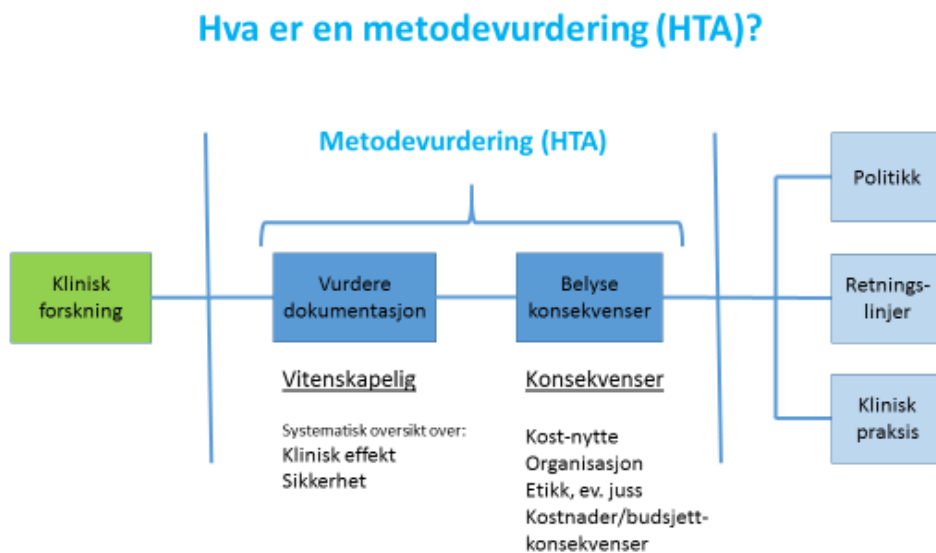 Hva er en metodevurdering (HTA)?
Metodevurdering (HTA)
Klinisk
forskning
Vurdere
dokumentasjon
Belyse
konsekvenser
Politikk
Retnings-
linjer
Klinisk
praksis
Vitenskapelig
Systematisk oversikt over:
Klinisk effekt
Sikkerhet
Konsekvenser
Kost-nytte
Organisasjon
Etikk, ev. juss
Kostnader/budsjett-
konsekvenser